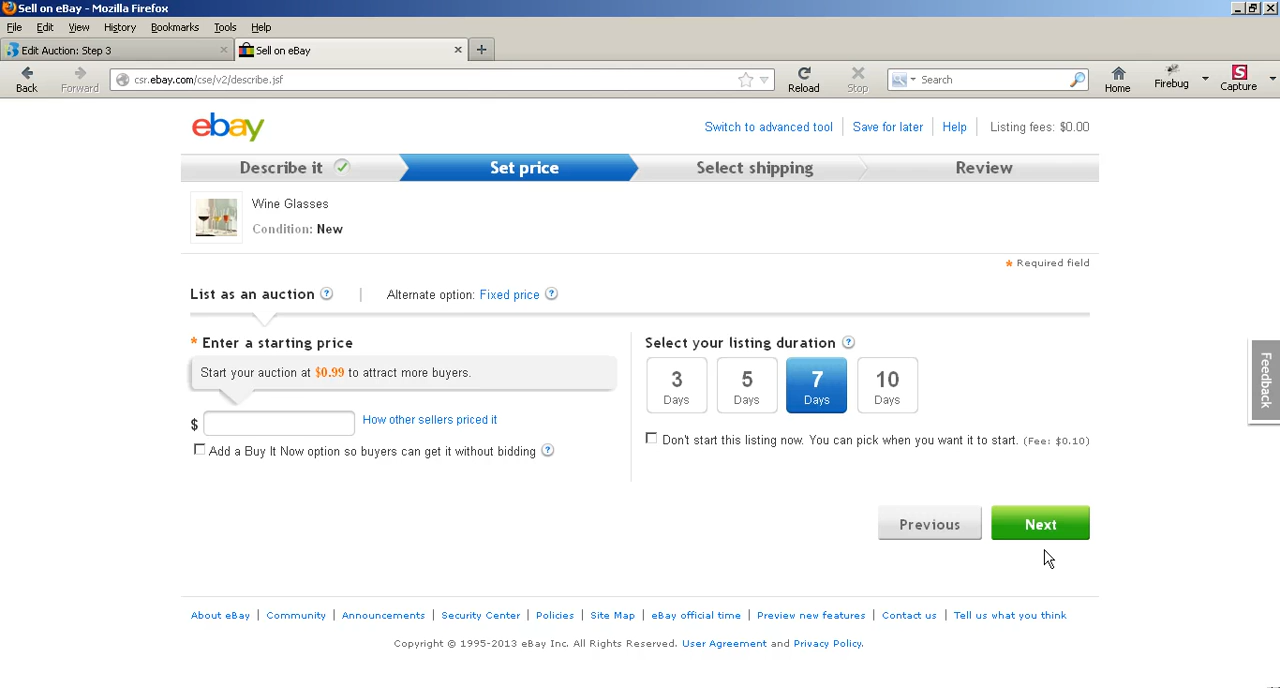 Sell on eBay - Mozilla Firefox
File Edit View History Bookmarks Tools Help
Edit Auction: Step 3
Sell on eBay
Back Forward csr.ebay.com/cse/v2/describe.jsf Reload Stop Search Home Firebug Capture
ebay Switch to advanced tool Save for later Help Listing fees: $0.00
Describe it Set price Select shipping Review
Wine Glasses
Condition: New
* Required field
List as an auction ? | Alternate option: Fixed price ?
* Enter a starting price
Start your auction at $0.99 to attract more buyers.
$ How other sellers priced it
Add a Buy It Now option so buyers can get it without bidding ?
Select your listing duration ?
3 Days 5 Days 7 Days 10 Days
Don't start this listing now. You can pick when you want it to start. (Fee: $0.10)
Previous Next
Feedback
About eBay | Community | Announcements | Security Center | Policies | Site Map | eBay official time | Preview new features | Contact us | Tell us what you think
Copyright © 1995-2013 eBay Inc. All Rights Reserved. User Agreement and Privacy Policy.